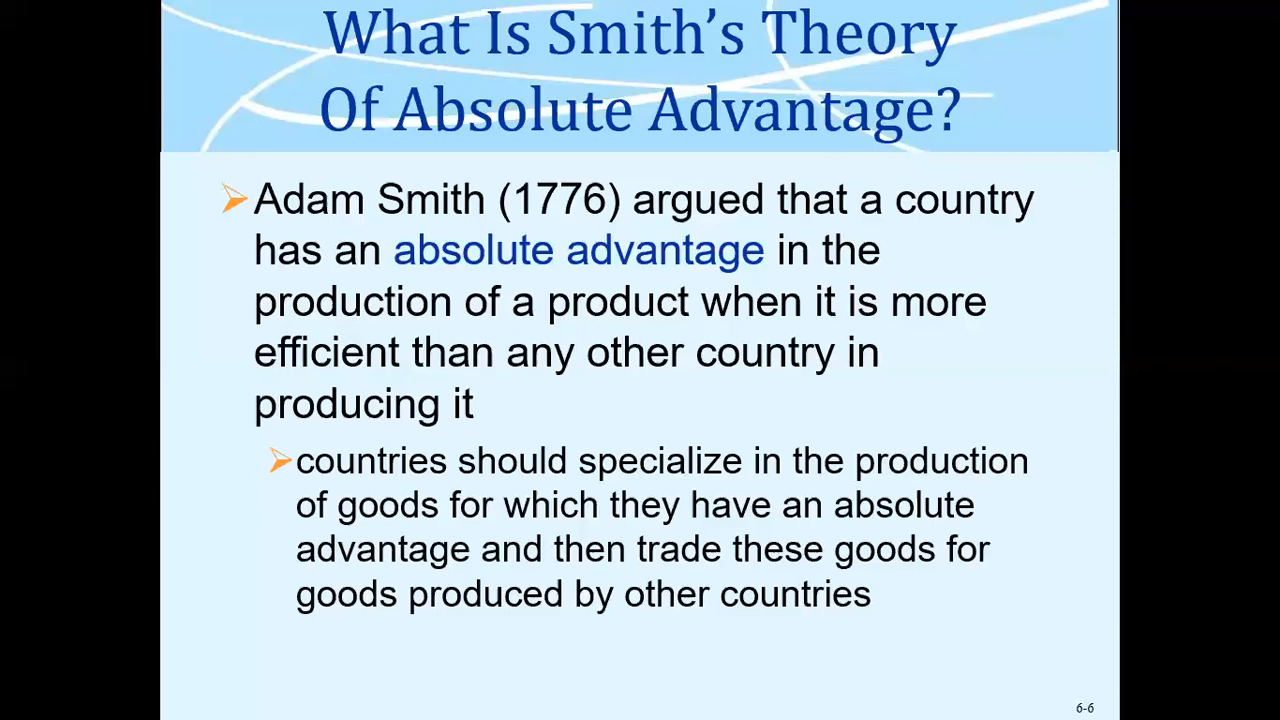 What Is Smith’s Theory
Of Absolute Advantage?
Adam Smith (1776) argued that a country
has an absolute advantage in the
production of a product when it is more
efficient than any other country in
producing it
countries should specialize in the production
of goods for which they have an absolute
advantage and then trade these goods for
goods produced by other countries
6-6